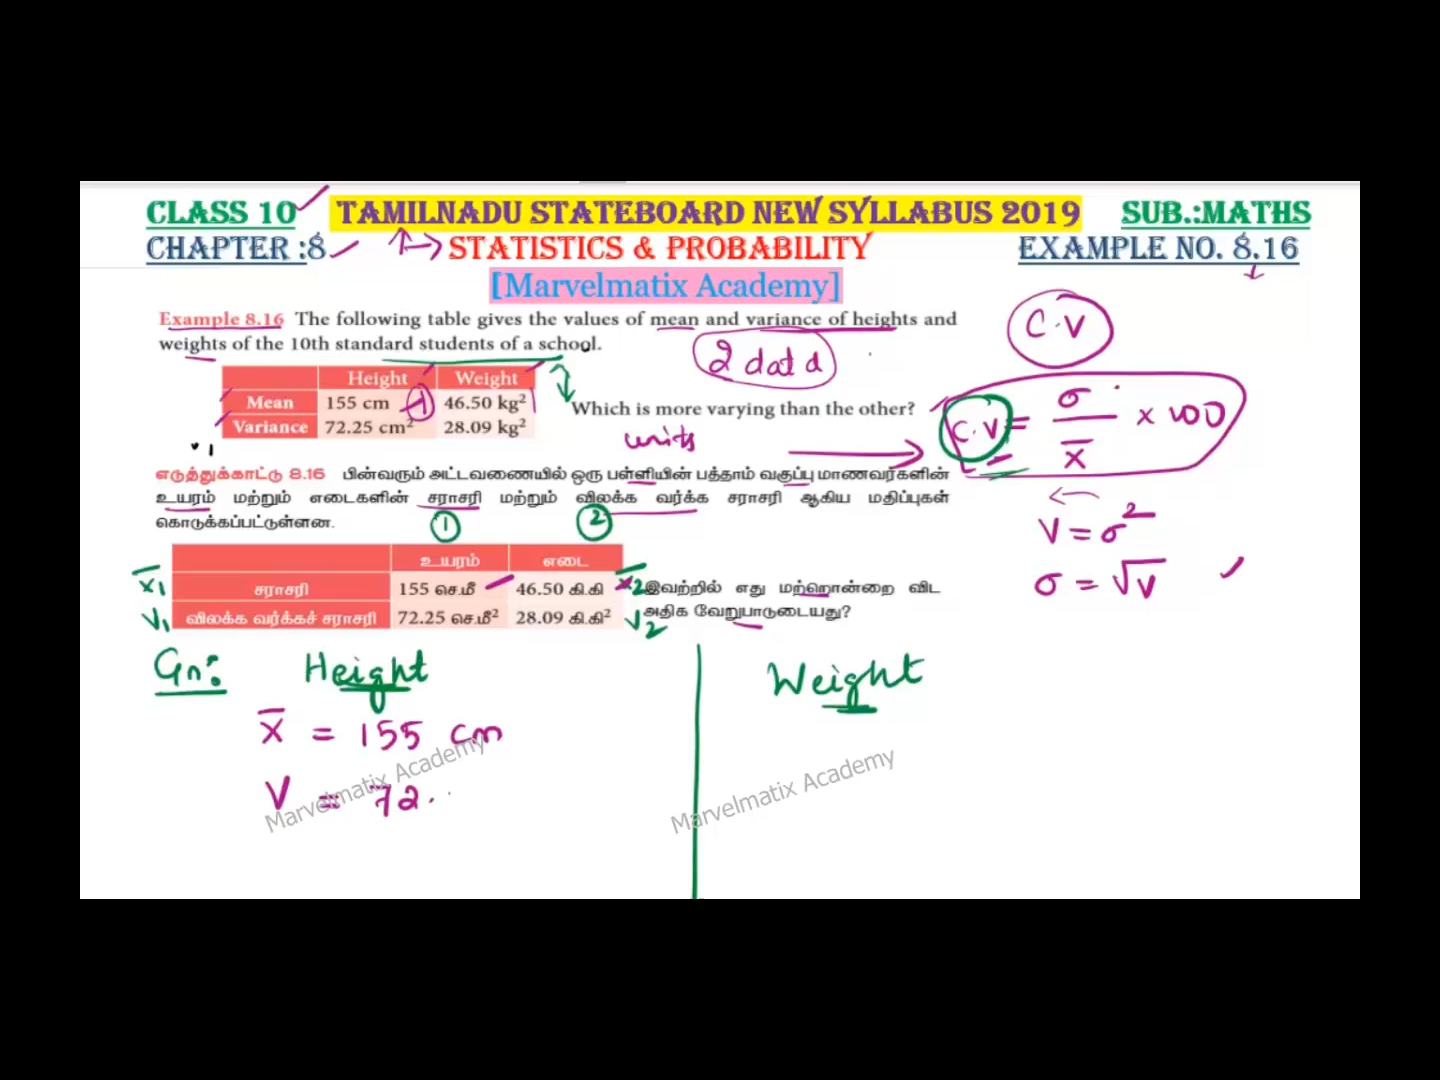 CLASS 10 TAMILNADU STATEBOARD NEW SYLLABUS 2019 SUB.:MATHS
CHAPTER :8 STATISTICS & PROBABILITY EXAMPLE NO. 8.16
[Marvelmatix Academy]
Example 8.16 The following table gives the values of mean and variance of heights and
weights of the 10th standard students of a school.
2 data
C.V
Height Weight
Mean 155 cm 46.50 kg²
Variance 72.25 cm² 28.09 kg²
Which is more varying than the other?
units
C.V = σ / x̄ × 100
எடுத்துக்காட்டு 8.16 பின்வரும் அட்டவணையில் ஒரு பள்ளியின் பத்தாம் வகுப்பு மாணவர்களின்
உயரம் மற்றும் எடைகளின் சராசரி மற்றும் விலக்க வர்க்க சராசரி ஆகிய மதிப்புகள்
கொடுக்கப்பட்டுள்ளன.
1 2
V = σ²
σ = √V
உயரம் எடை
x̄1 சராசரி 155 செ.மீ 46.50 கி.கி x̄2 இவற்றில் எது மற்றொன்றை விட
V1 விலக்க வர்க்கச் சராசரி 72.25 செ.மீ² 28.09 கி.கி² V2 அதிக வேறுபாடுடையது?
Gn: Height Weight
x̄ = 155 cm
V = 72.
Marvelmatix Academy
Marvelmatix Academy